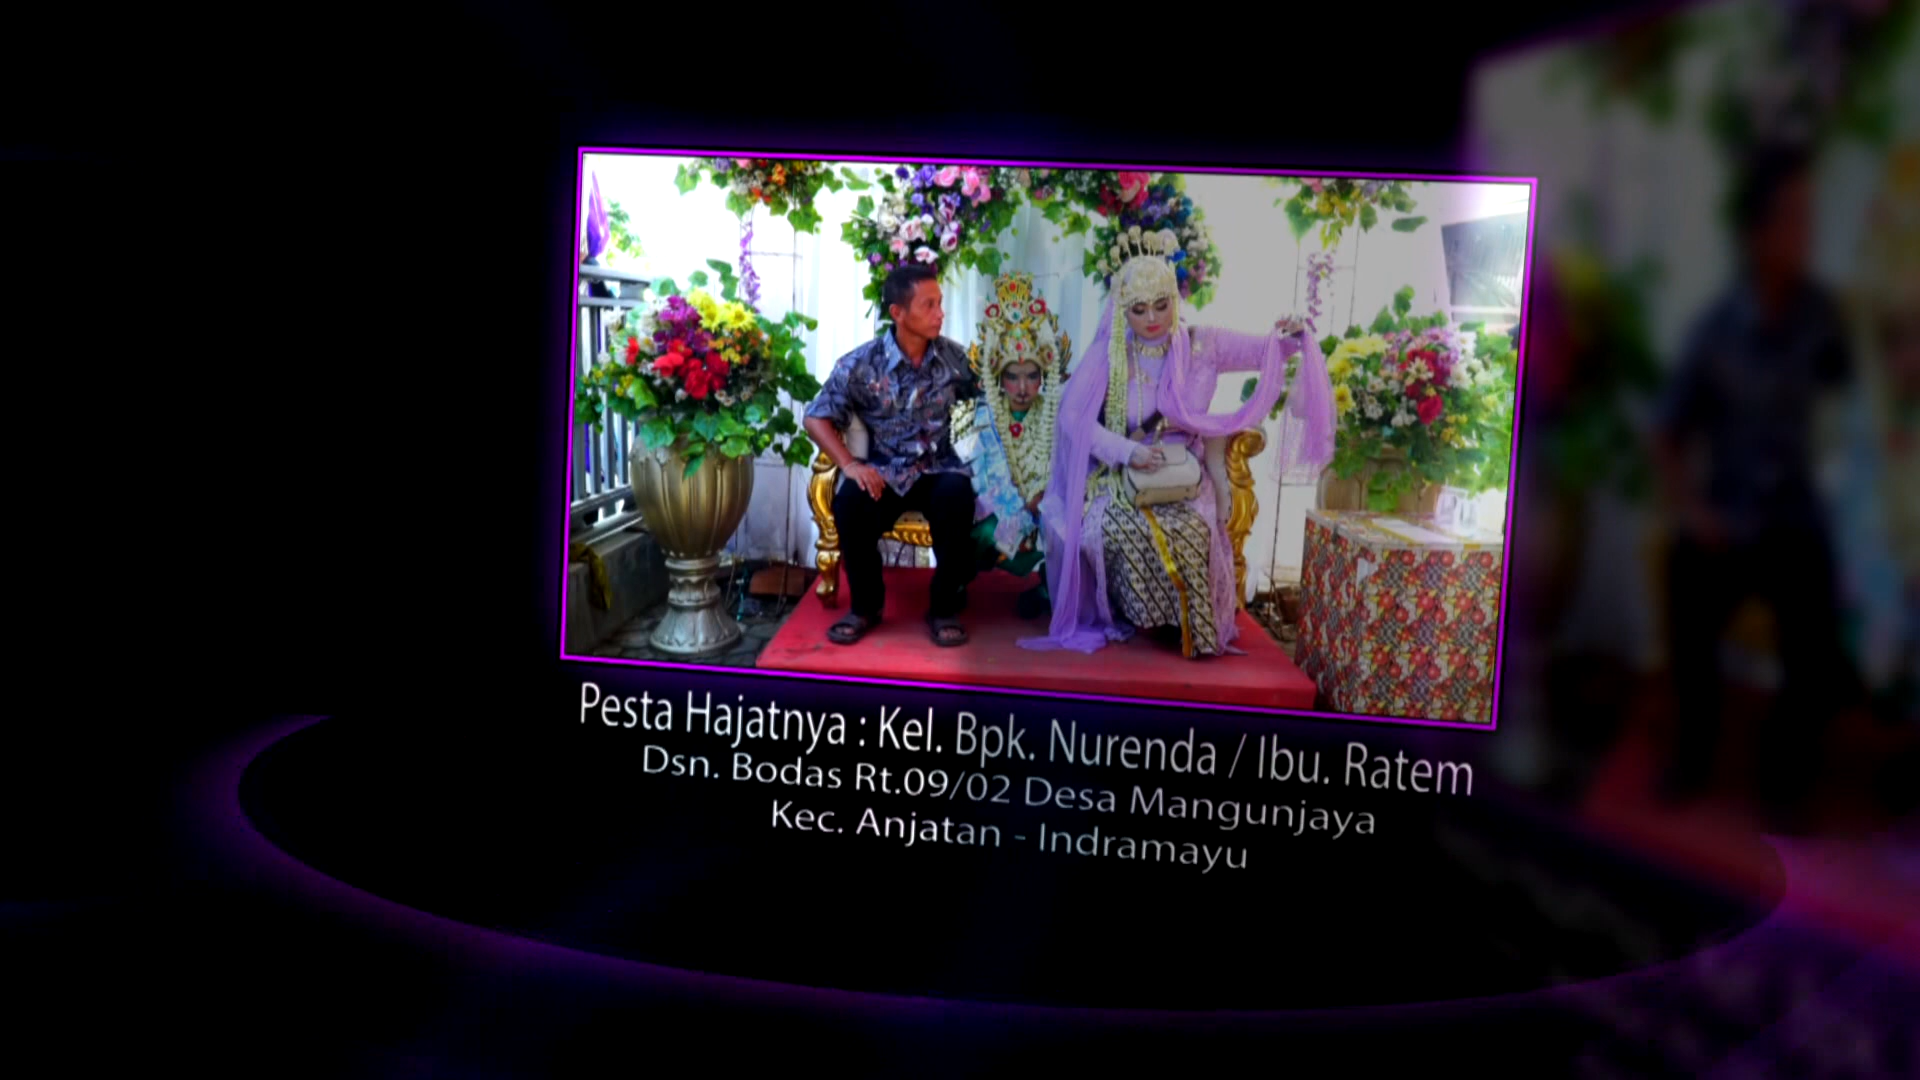 Pesta Hajatnya : Kel. Bpk. Nurenda / Ibu. Ratem
Dsn. Bodas Rt.09/02 Desa Mangunjaya
Kec. Anjatan - Indramayu